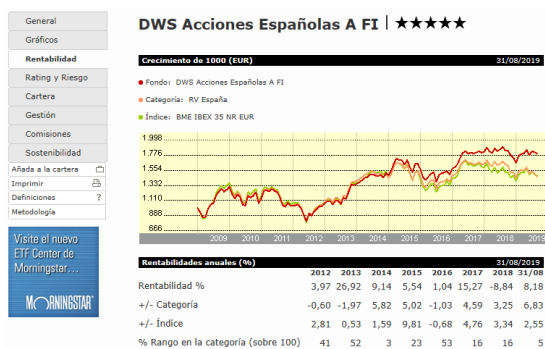 DWS Acciones Españolas A FI | ★★★★★
General
Gráficos
Rentabilidad
Rating y Riesgo
Cartera
Gestión
Comisiones
Sostenibilidad
Añada a la cartera
Imprimir
Definiciones ?
Metodología
Visite el nuevo
ETF Center de
Morningstar...
MORNINGSTAR
Crecimiento de 1000 (EUR) 31/08/2019
Fondo: DWS Acciones Españolas A FI
Categoría: RV España
Índice: BME IBEX 35 NR EUR
1.998
1.776
1.554
1.332
1.110
888
666
2009 2010 2011 2012 2013 2014 2015 2016 2017 2018 2019
Rentabilidades anuales (%) 31/08/2019
2012 2013 2014 2015 2016 2017 2018 31/08
Rentabilidad % 3,97 26,92 9,14 5,54 1,04 15,27 -8,84 8,18
+/- Categoría -0,60 -1,97 5,82 5,02 -1,03 4,59 3,25 6,83
+/- Índice 2,81 0,53 1,59 9,81 -0,68 4,76 3,34 2,55
% Rango en la categoría (sobre 100) 41 52 3 23 53 16 16 5